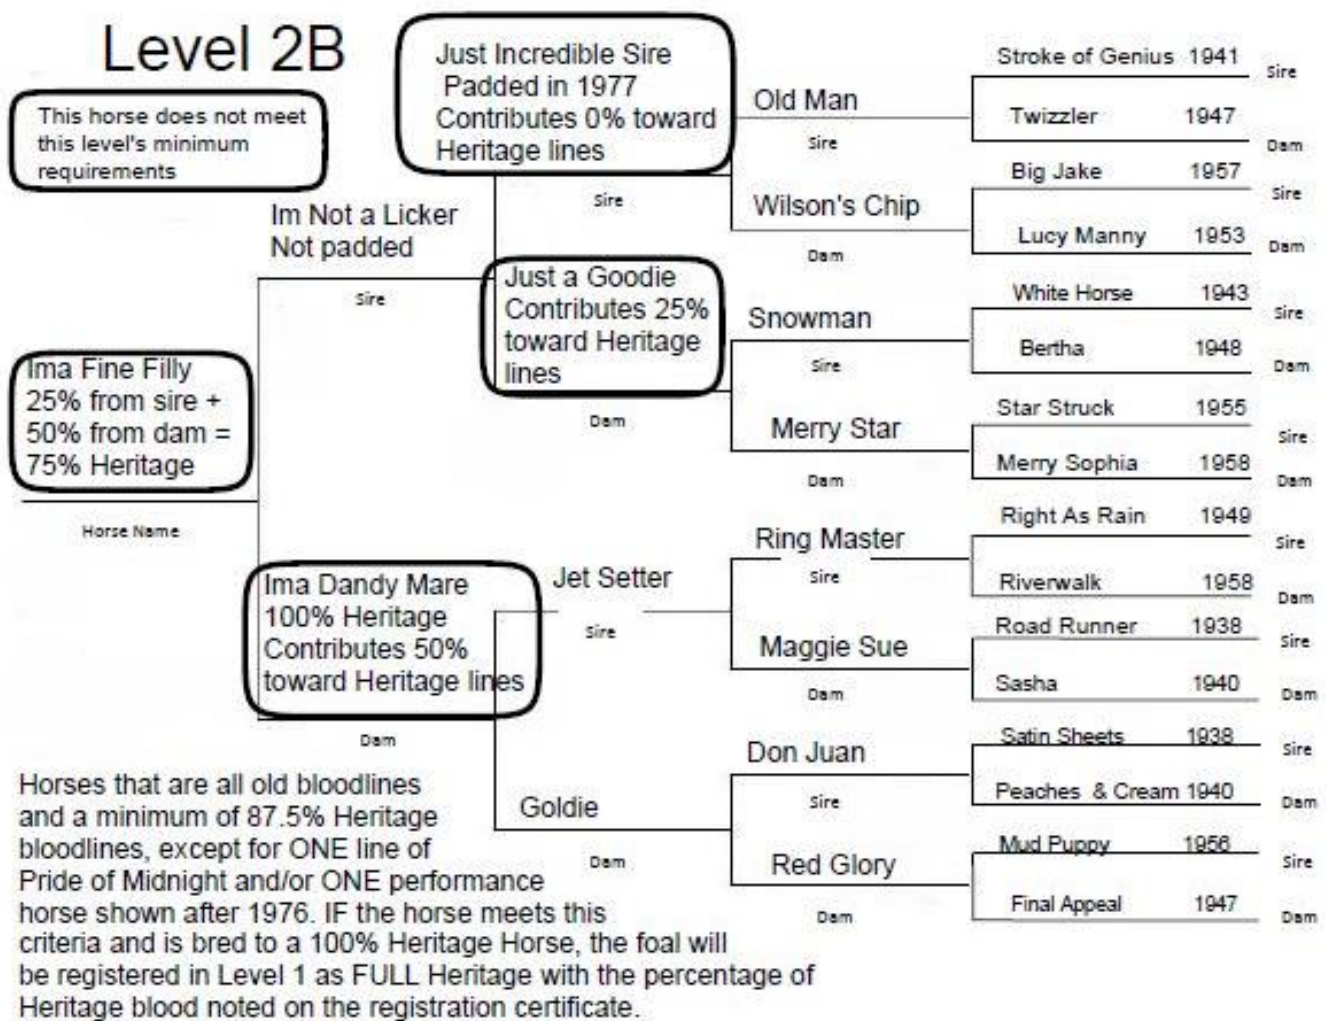 Level 2B
This horse does not meet
this level's minimum
requirements
Just Incredible Sire
Padded in 1977
Contributes 0% toward
Heritage lines
Sire
Im Not a Licker
Not padded
Sire
Just a Goodie
Contributes 25%
toward Heritage
lines
Dam
Ima Fine Filly
25% from sire +
50% from dam =
75% Heritage
Horse Name
Ima Dandy Mare
100% Heritage
Contributes 50%
toward Heritage lines
Dam
Jet Setter
Sire
Goldie
Dam
Old Man
Sire
Wilson's Chip
Dam
Snowman
Sire
Merry Star
Dam
Ring Master
Sire
Maggie Sue
Dam
Don Juan
Sire
Red Glory
Dam
Stroke of Genius 1941
Sire
Twizzler 1947
Dam
Big Jake 1957
Sire
Lucy Manny 1953
Dam
White Horse 1943
Sire
Bertha 1948
Dam
Star Struck 1955
Sire
Merry Sophia 1958
Dam
Right As Rain 1949
Sire
Riverwalk 1958
Dam
Road Runner 1938
Sire
Sasha 1940
Dam
Satin Sheets 1938
Sire
Peaches & Cream 1940
Dam
Mud Puppy 1956
Sire
Final Appeal 1947
Dam
Horses that are all old bloodlines
and a minimum of 87.5% Heritage
bloodlines, except for ONE line of
Pride of Midnight and/or ONE performance
horse shown after 1976. IF the horse meets this
criteria and is bred to a 100% Heritage Horse, the foal will
be registered in Level 1 as FULL Heritage with the percentage of
Heritage blood noted on the registration certificate.